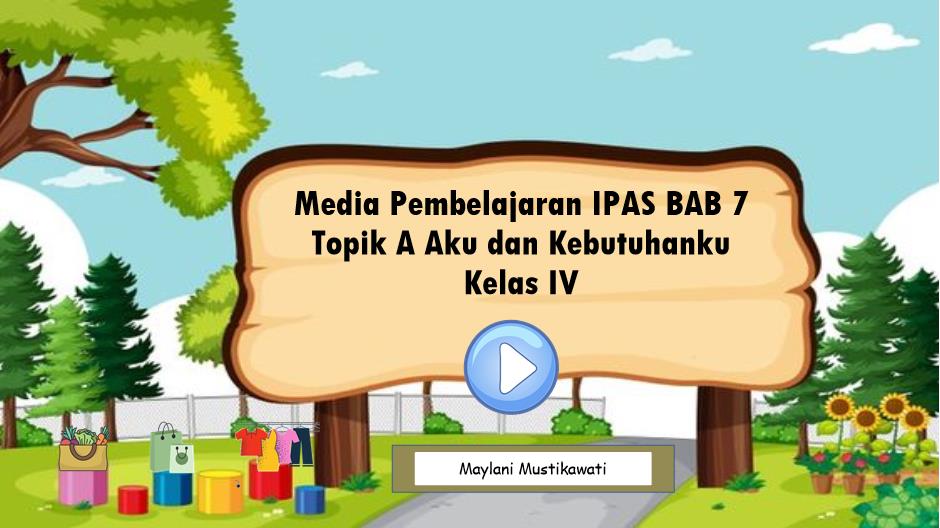 Media Pembelajaran IPAS BAB 7
Topik A Aku dan Kebutuhanku
Kelas IV
Maylani Mustikawati